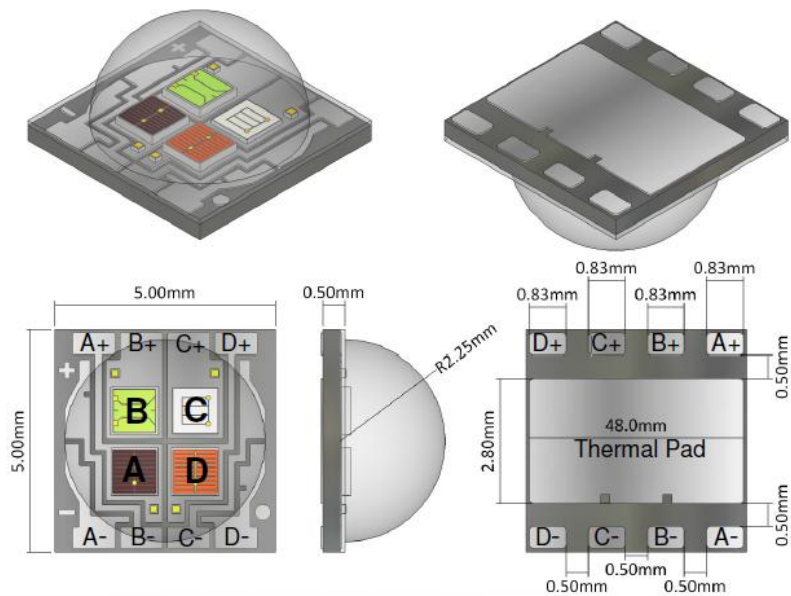 0.83mm 0.83mm
5.00mm 0.50mm 0.83mm 0.83mm
A+ B+ C+ D+
+
R2.25mm
D+ C+ B+ A+
0.50mm
B C
5.00mm
2.80mm
48.0mm
Thermal Pad
A D
−
A- B- C- D-
D- C- B- A-
0.50mm
0.50mm
0.50mm 0.50mm